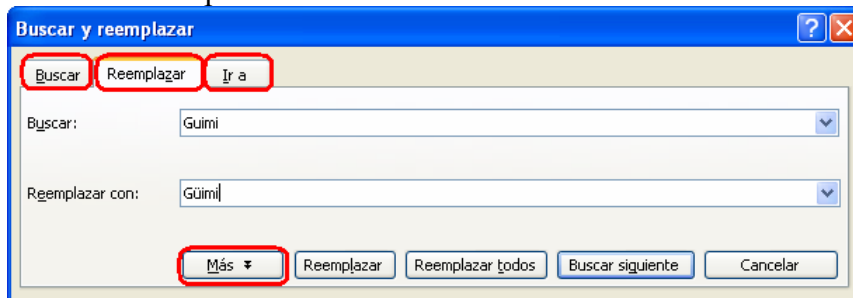 Buscar y reemplazar
Buscar Reemplazar Ir a
Buscar: Guimi
Reemplazar con: Güimi
Más Reemplazar Reemplazar todos Buscar siguiente Cancelar